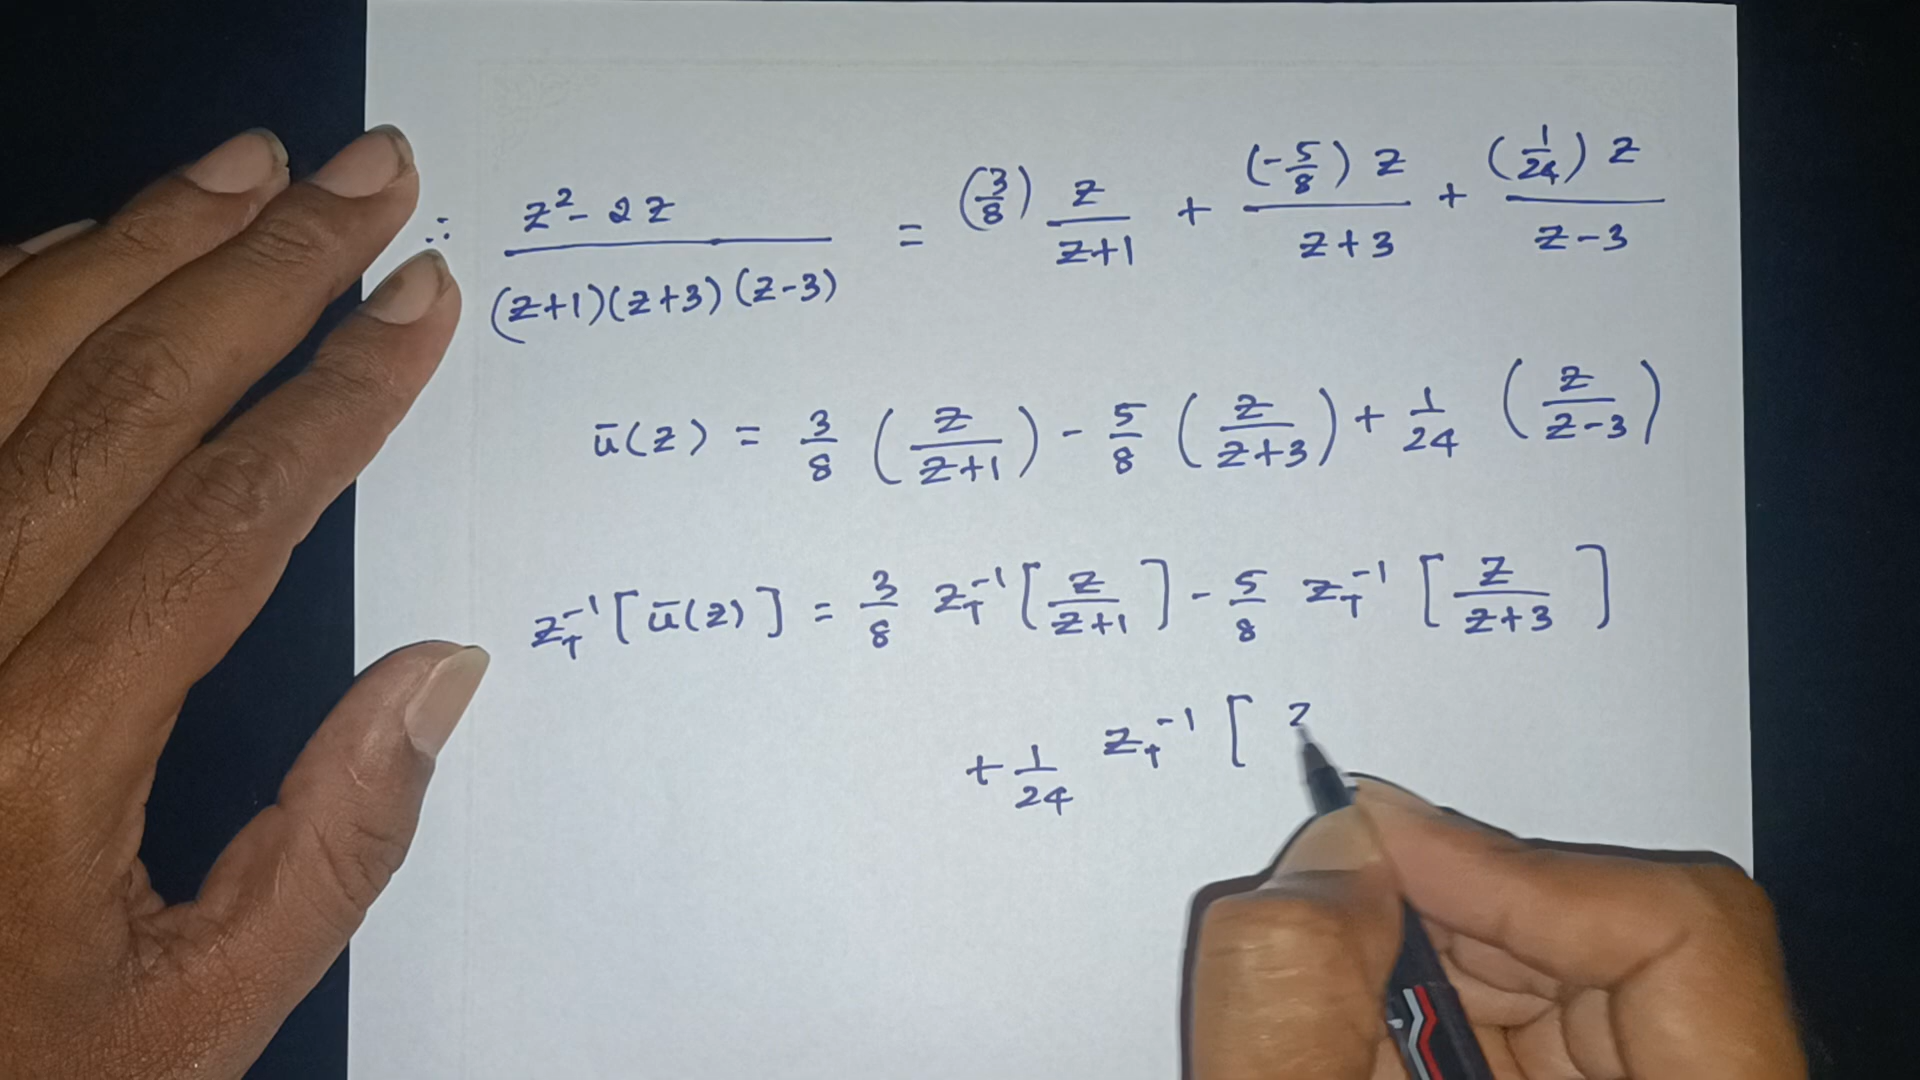 ∴ (z² - 2z)/((z+1)(z+3)(z-3)) = (3/8) z/(z+1) + (-5/8) z/(z+3) + (1/24) z/(z-3)
ū(z) = 3/8 (z/(z+1)) - 5/8 (z/(z+3)) + 1/24 (z/(z-3))
z_T⁻¹ [ū(z)] = 3/8 z_T⁻¹ [z/(z+1)] - 5/8 z_T⁻¹ [z/(z+3)]
+ 1/24 z_T⁻¹ [ z